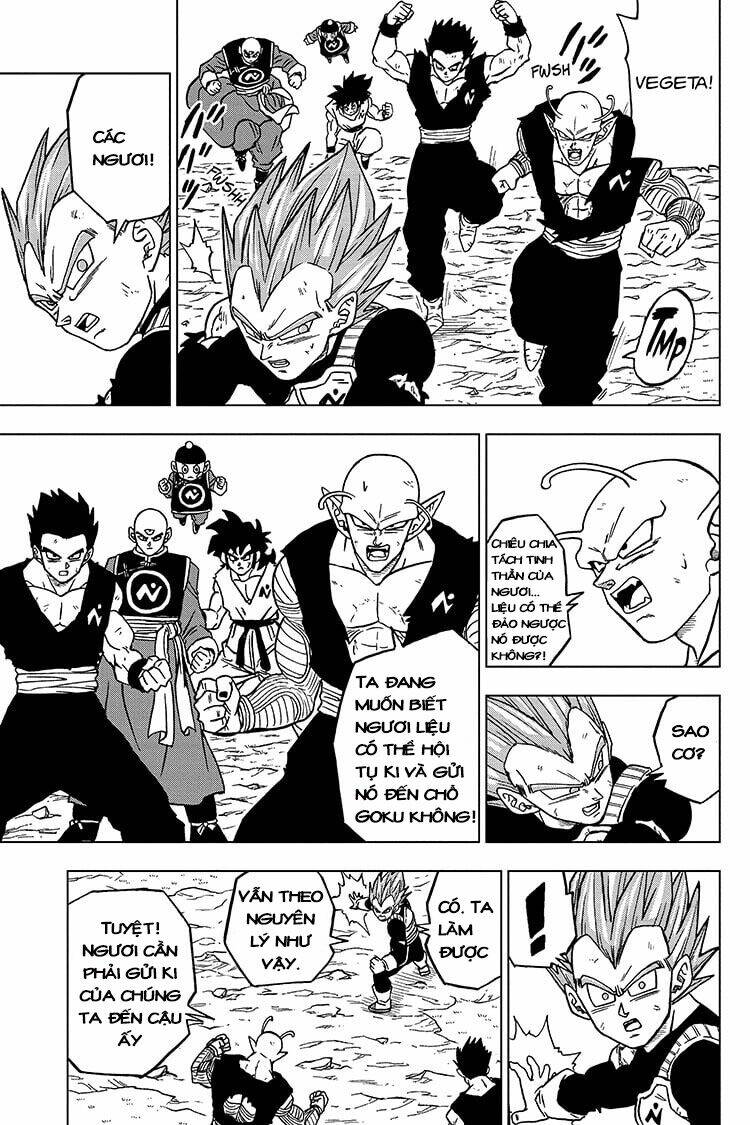 VEGETA!
FWSH
FWSHH
TMP
CÁC
NGƯƠI!
CHIÊU CHIA
TÁCH TINH
THẦN CỦA
NGƯƠI...
LIỆU CÓ THỂ
ĐẢO NGƯỢC
NÓ ĐƯỢC
KHÔNG?!
TA ĐANG
MUỐN BIẾT
NGƯƠI LIỆU
CÓ THỂ HỘI
TỤ KI VÀ GỬI
NÓ ĐẾN CHỖ
GOKU KHÔNG!
SAO
CƠ?
!
CÓ. TA
LÀM
ĐƯỢC
VẪN THEO
NGUYÊN
LÝ NHƯ
VẬY.
TUYỆT!
NGƯƠI CẦN
PHẢI GỬI KI
CỦA CHÚNG
TA ĐẾN CẬU
ẤY